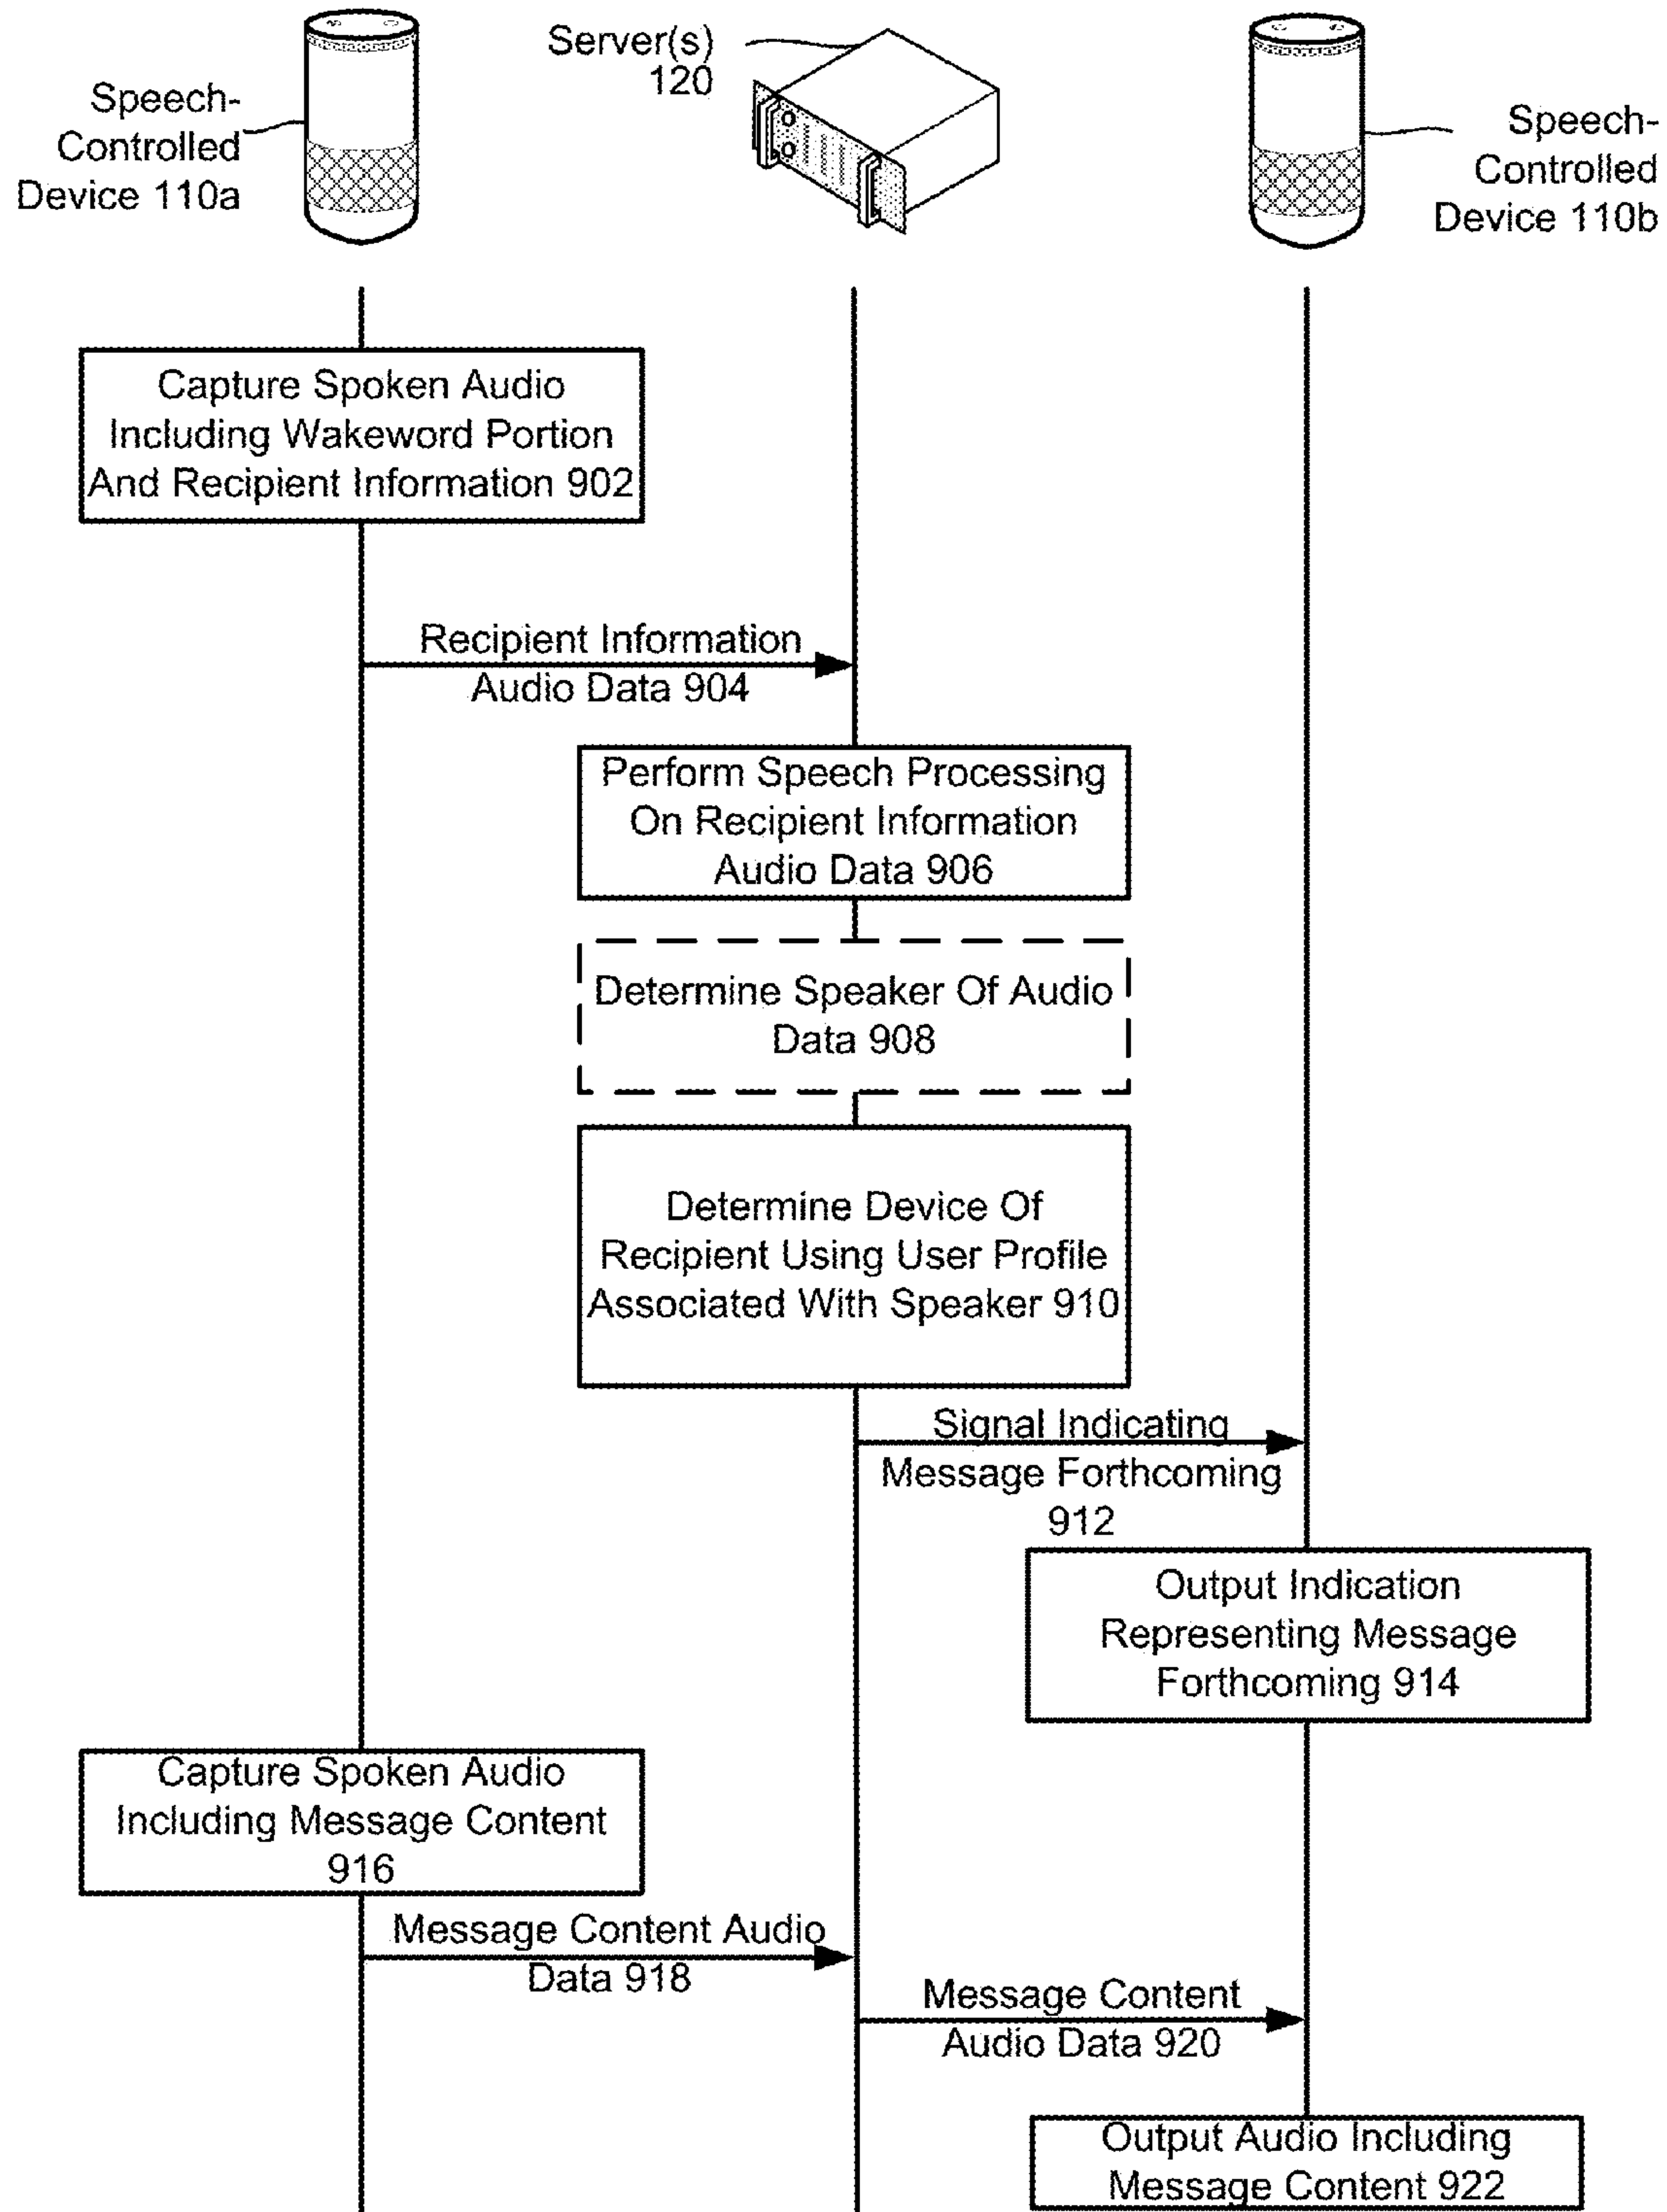 Speech-
Controlled
Device 110a
Server(s)
120
Speech-
Controlled
Device 110b
Capture Spoken Audio
Including Wakeword Portion
And Recipient Information 902
Recipient Information
Audio Data 904
Perform Speech Processing
On Recipient Information
Audio Data 906
Determine Speaker Of Audio
Data 908
Determine Device Of
Recipient Using User Profile
Associated With Speaker 910
Signal Indicating
Message Forthcoming
912
Output Indication
Representing Message
Forthcoming 914
Capture Spoken Audio
Including Message Content
916
Message Content Audio
Data 918
Message Content
Audio Data 920
Output Audio Including
Message Content 922